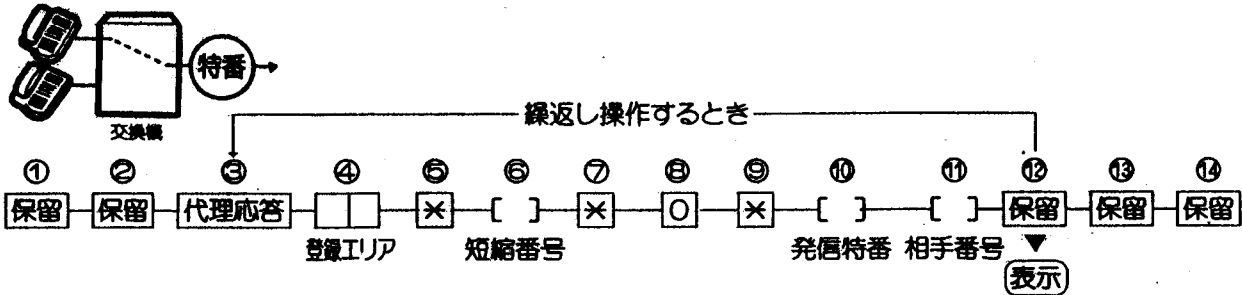 特番
交換機
繰返し操作するとき
① ② ③ ④ ⑤ ⑥ ⑦ ⑧ ⑨ ⑩ ⑪ ⑫ ⑬ ⑭
保留 保留 代理応答 * [ ] * 0 * [ ] [ ] 保留 保留 保留
登録エリア 短縮番号 発信特番 相手番号 ▼
表示